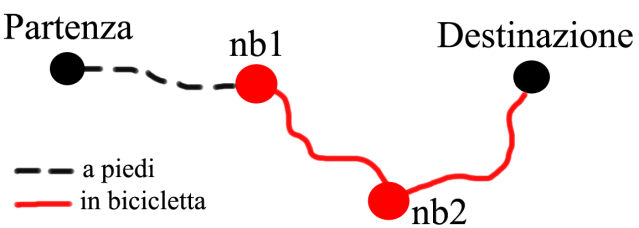 Partenza
nb1
Destinazione
a piedi
in bicicletta
nb2